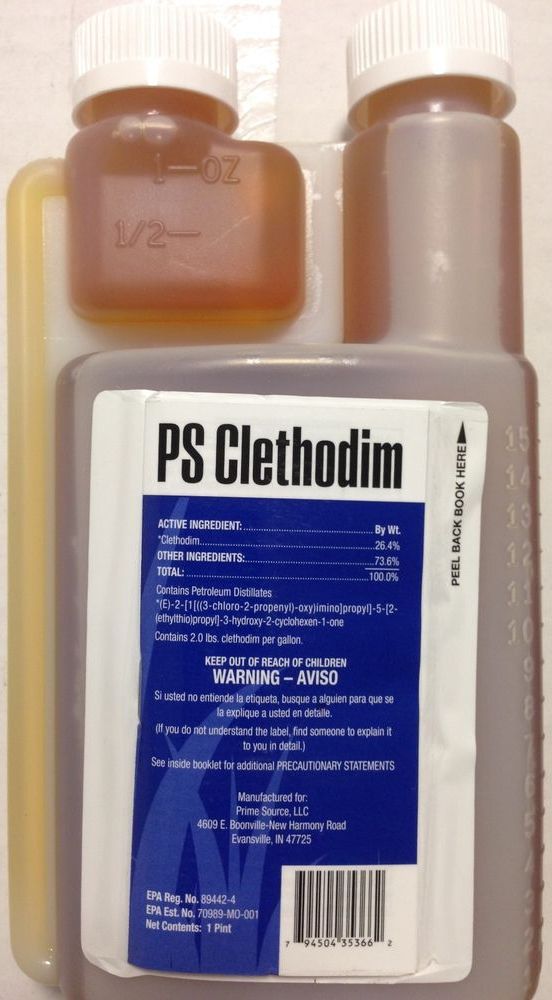 1—OZ
1/2—
PS Clethodim
PEEL BACK BOOK HERE
ACTIVE INGREDIENT:............................................ By Wt.
*Clethodim............................................................26.4%
OTHER INGREDIENTS:............................................73.6%
TOTAL:..................................................................100.0%
Contains Petroleum Distillates
*(E)-2-[1[((3-chloro-2-propenyl)-oxy)imino]propyl]-5-[2-
(ethylthio)propyl]-3-hydroxy-2-cyclohexen-1-one
Contains 2.0 lbs. clethodim per gallon.
KEEP OUT OF REACH OF CHILDREN
WARNING – AVISO
Si usted no entiende la etiqueta, busque a alguien para que se
la explique a usted en detalle.
(If you do not understand the label, find someone to explain it
to you in detail.)
See inside booklet for additional PRECAUTIONARY STATEMENTS
Manufactured for:
Prime Source, LLC
4609 E. Boonville-New Harmony Road
Evansville, IN 47725
EPA Reg. No. 89442-4
EPA Est. No. 70989-MO-001
Net Contents: 1 Pint
7 94504 35366 2
15
14
13
12
11
10
9
8